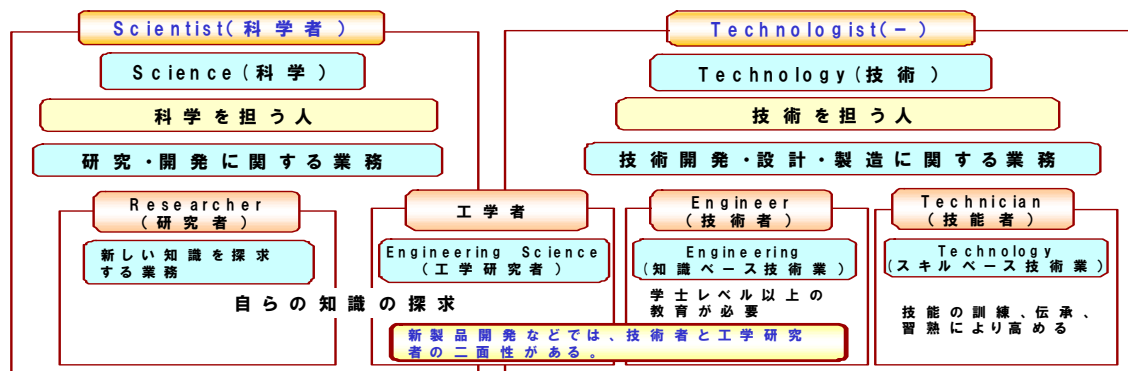 Scientist(科学者)
Science(科学)
科学を担う人
研究・開発に関する業務
Researcher
(研究者)
新しい知識を探求
する業務
自らの知識の探求
工学者
Engineering Science
(工学研究者)
Technologist(－)
Technology(技術)
技術を担う人
技術開発・設計・製造に関する業務
Engineer
(技術者)
Engineering
(知識ベース技術業)
学士レベル以上の
教育が必要
Technician
(技能者)
Technology
(スキルベース技術業)
技能の訓練、伝承、
習熟により高める
新製品開発などでは、技術者と工学研究
者の二面性がある。